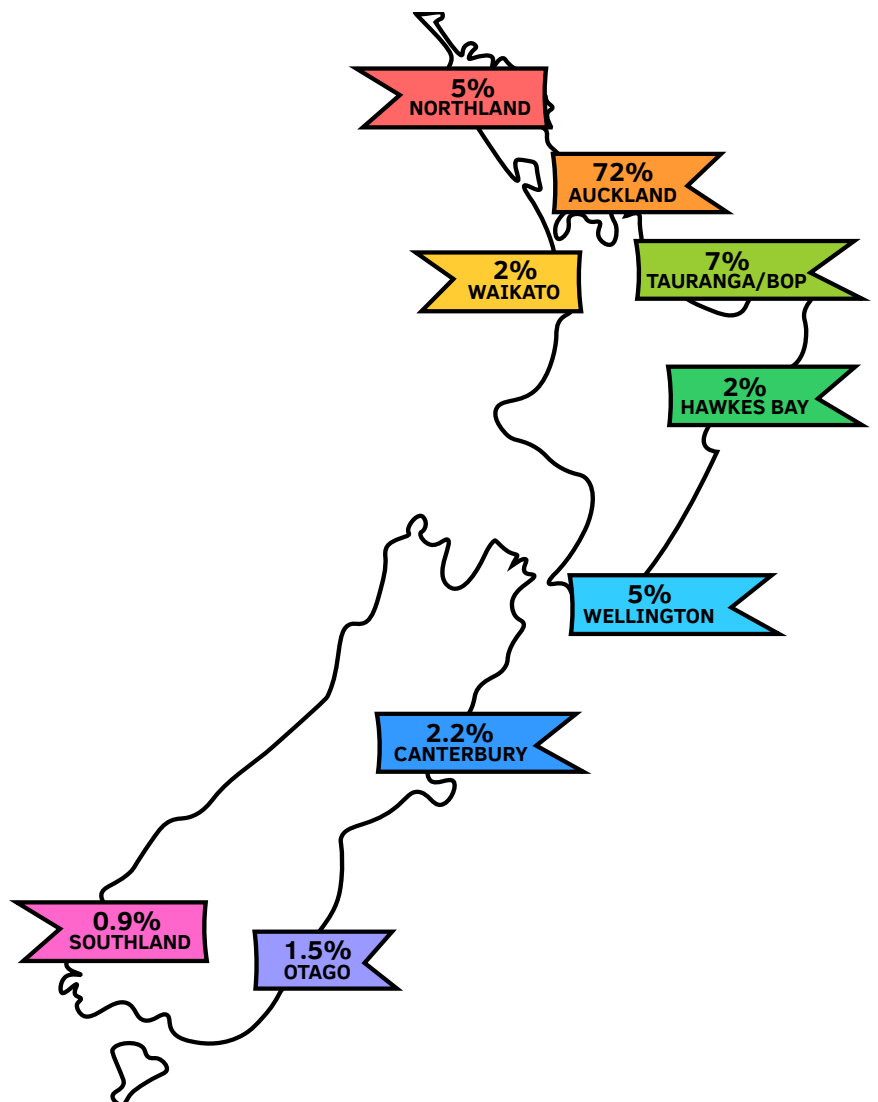 5%
NORTHLAND
72%
AUCKLAND
7%
TAURANGA/BOP
2%
WAIKATO
2%
HAWKES BAY
5%
WELLINGTON
2.2%
CANTERBURY
0.9%
SOUTHLAND
1.5%
OTAGO